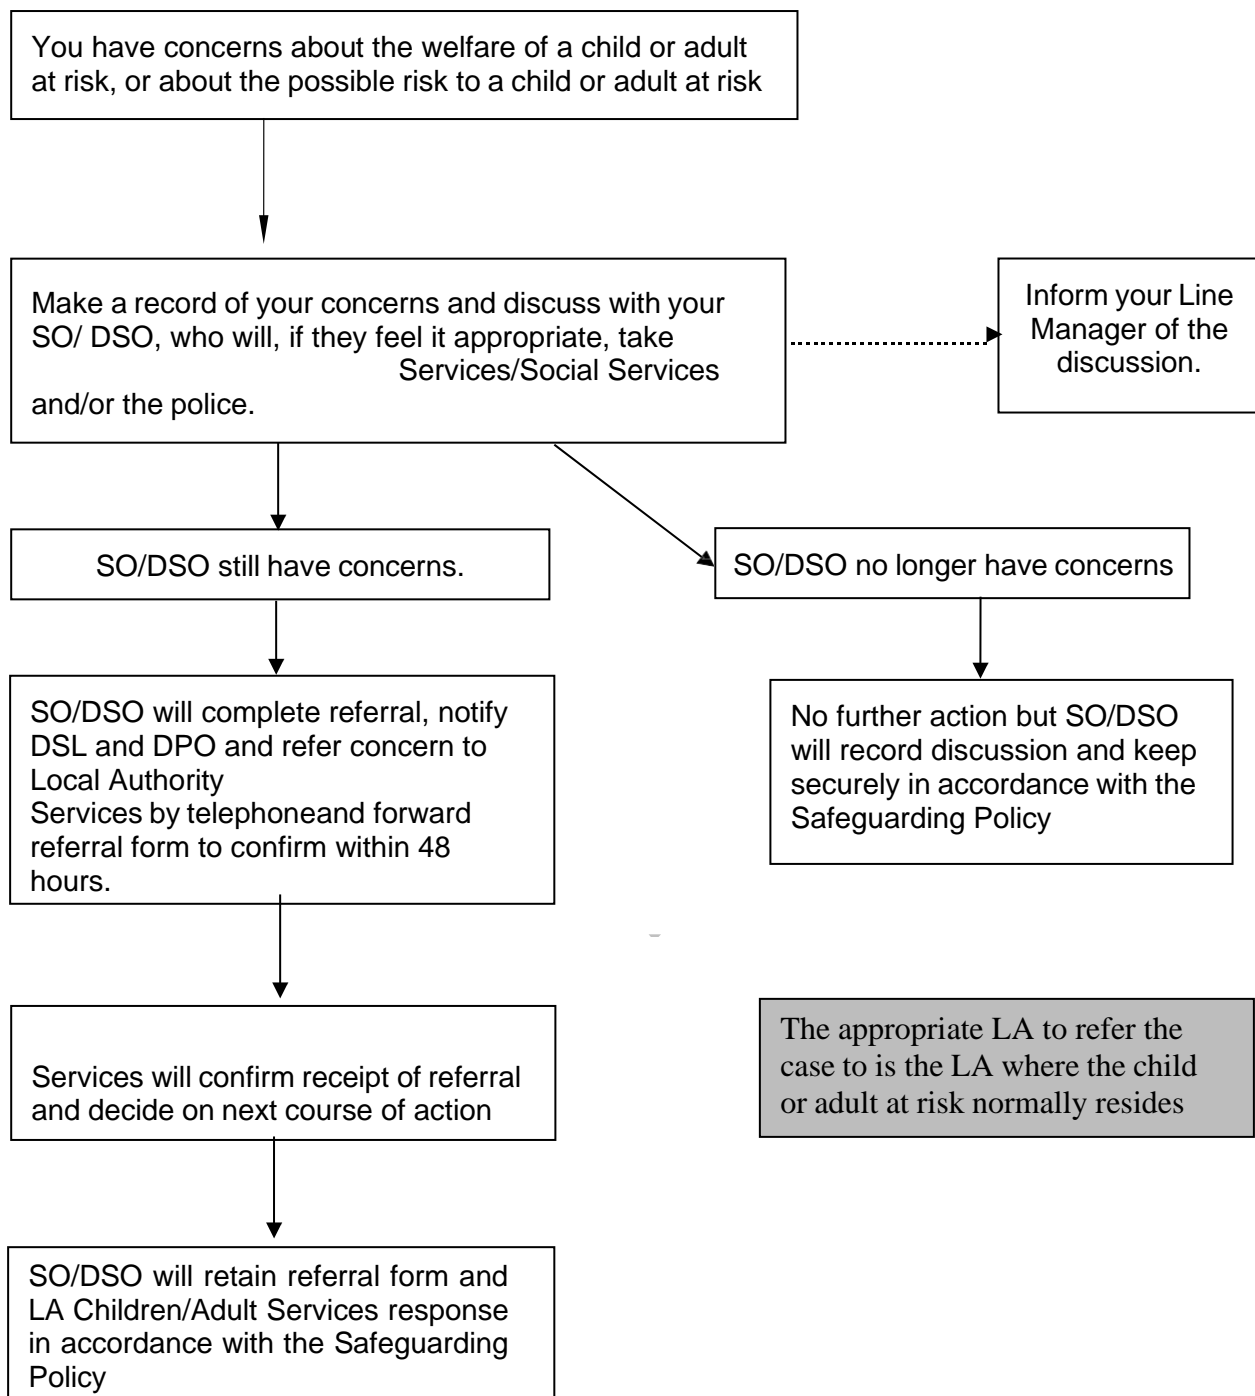 You have concerns about the welfare of a child or adult
at risk, or about the possible risk to a child or adult at risk
Make a record of your concerns and discuss with your
SO/ DSO, who will, if they feel it appropriate, take
Services/Social Services
and/or the police.
Inform your Line
Manager of the
discussion.
SO/DSO still have concerns.
SO/DSO no longer have concerns
SO/DSO will complete referral, notify
DSL and DPO and refer concern to
Local Authority
Services by telephoneand forward
referral form to confirm within 48
hours.
No further action but SO/DSO
will record discussion and keep
securely in accordance with the
Safeguarding Policy
Services will confirm receipt of referral
and decide on next course of action
The appropriate LA to refer the
case to is the LA where the child
or adult at risk normally resides
SO/DSO will retain referral form and
LA Children/Adult Services response
in accordance with the Safeguarding
Policy